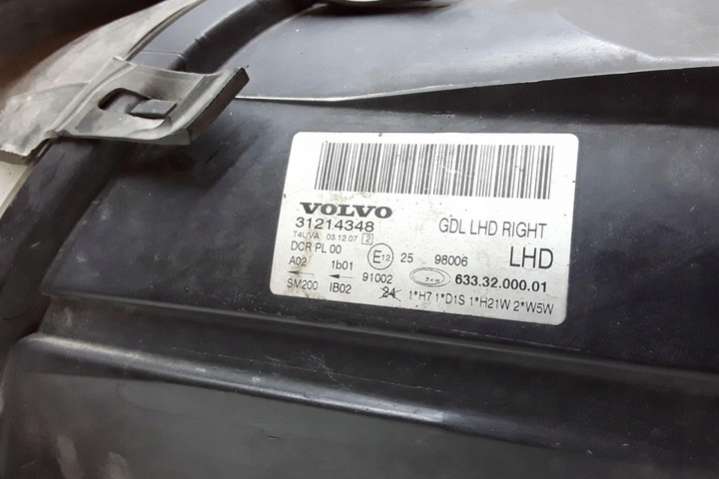 VOLVO
31214348 GDL LHD RIGHT
T4UVA 03.12.07 2
DCR PL 00 E12 25 98006 LHD
A02 1b01 91002 633.32.000.01
SM200 IB02 24 1*H7 1*D1S 1*H21W 2*W5W